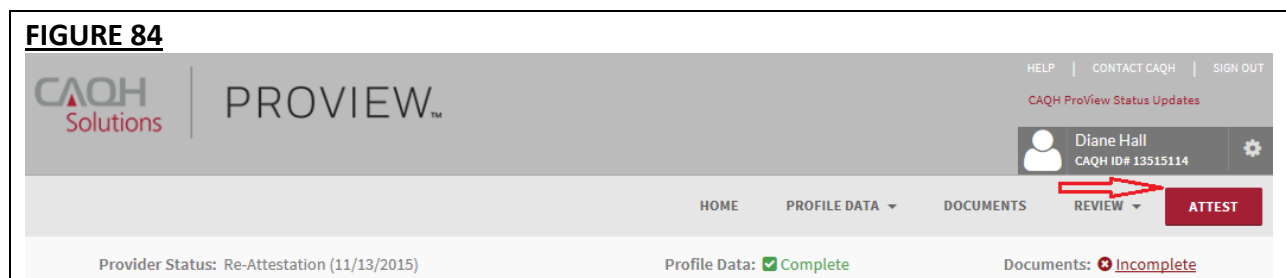 FIGURE 84
HELP | CONTACT CAQH | SIGN OUT
CAQH Solutions
PROVIEW™
CAQH ProView Status Updates
Diane Hall
CAQH ID# 13515114
HOME PROFILE DATA DOCUMENTS REVIEW ATTEST
Provider Status: Re-Attestation (11/13/2015) Profile Data: Complete Documents: Incomplete